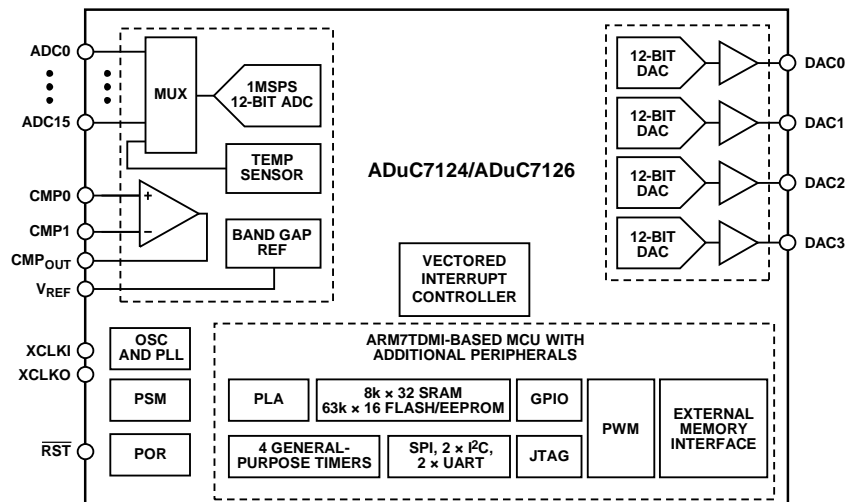 ADC0
ADC15
MUX
1MSPS
12-BIT ADC
TEMP
SENSOR
CMP0
CMP1
CMPOUT
VREF
+
–
BAND GAP
REF
ADuC7124/ADuC7126
12-BIT
DAC
DAC0
12-BIT
DAC
DAC1
12-BIT
DAC
DAC2
12-BIT
DAC
DAC3
VECTORED
INTERRUPT
CONTROLLER
XCLKI
XCLKO
RST
OSC
AND PLL
PSM
POR
ARM7TDMI-BASED MCU WITH
ADDITIONAL PERIPHERALS
PLA
8k × 32 SRAM
63k × 16 FLASH/EEPROM
GPIO
4 GENERAL-
PURPOSE TIMERS
SPI, 2 × I²C,
2 × UART
JTAG
PWM
EXTERNAL
MEMORY
INTERFACE